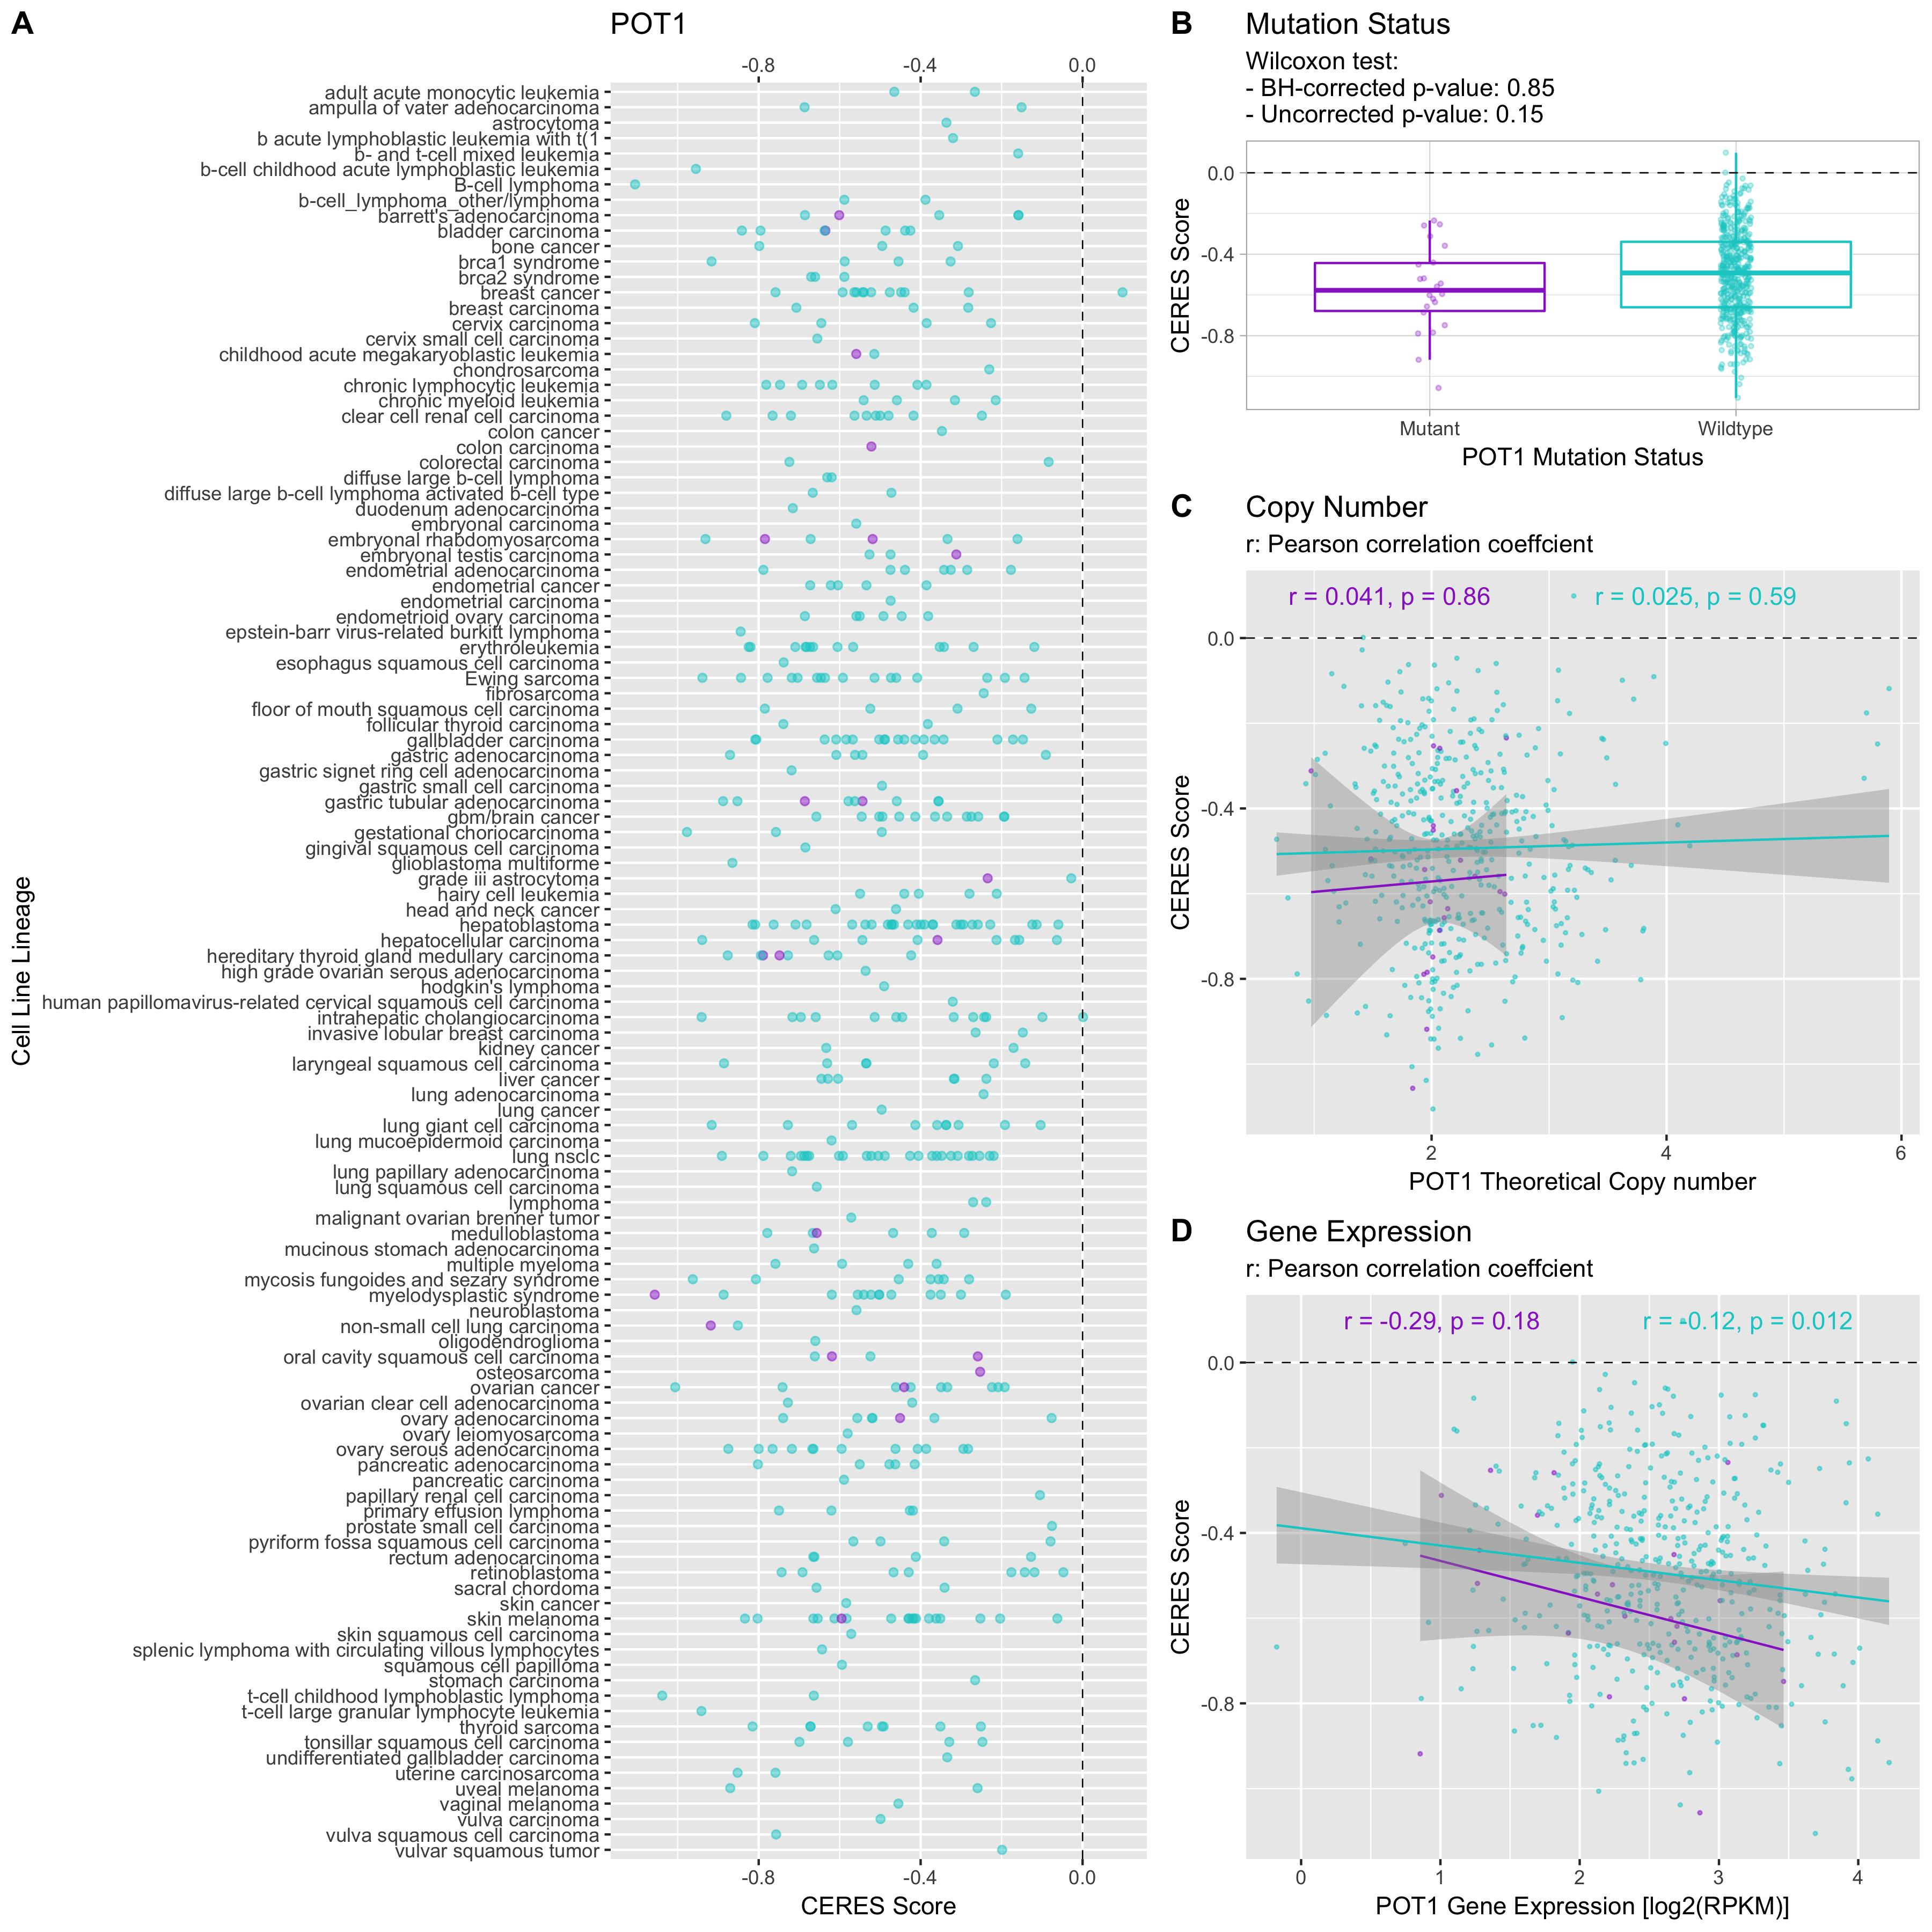 A
POT1
-0.8 -0.4 0.0
adult acute monocytic leukemia
ampulla of vater adenocarcinoma
astrocytoma
b acute lymphoblastic leukemia with t(1
b- and t-cell mixed leukemia
b-cell childhood acute lymphoblastic leukemia
B-cell lymphoma
b-cell_lymphoma_other/lymphoma
barrett's adenocarcinoma
bladder carcinoma
bone cancer
brca1 syndrome
brca2 syndrome
breast cancer
breast carcinoma
cervix carcinoma
cervix small cell carcinoma
childhood acute megakaryoblastic leukemia
chondrosarcoma
chronic lymphocytic leukemia
chronic myeloid leukemia
clear cell renal cell carcinoma
colon cancer
colon carcinoma
colorectal carcinoma
diffuse large b-cell lymphoma
diffuse large b-cell lymphoma activated b-cell type
duodenum adenocarcinoma
embryonal carcinoma
embryonal rhabdomyosarcoma
embryonal testis carcinoma
endometrial adenocarcinoma
endometrial cancer
endometrial carcinoma
endometrioid ovary carcinoma
epstein-barr virus-related burkitt lymphoma
erythroleukemia
esophagus squamous cell carcinoma
Ewing sarcoma
fibrosarcoma
floor of mouth squamous cell carcinoma
follicular thyroid carcinoma
gallbladder carcinoma
gastric adenocarcinoma
gastric signet ring cell adenocarcinoma
gastric small cell carcinoma
gastric tubular adenocarcinoma
gbm/brain cancer
gestational choriocarcinoma
gingival squamous cell carcinoma
glioblastoma multiforme
grade iii astrocytoma
hairy cell leukemia
head and neck cancer
hepatoblastoma
hepatocellular carcinoma
hereditary thyroid gland medullary carcinoma
high grade ovarian serous adenocarcinoma
hodgkin's lymphoma
human papillomavirus-related cervical squamous cell carcinoma
intrahepatic cholangiocarcinoma
invasive lobular breast carcinoma
kidney cancer
laryngeal squamous cell carcinoma
liver cancer
lung adenocarcinoma
lung cancer
lung giant cell carcinoma
lung mucoepidermoid carcinoma
lung nsclc
lung papillary adenocarcinoma
lung squamous cell carcinoma
lymphoma
malignant ovarian brenner tumor
medulloblastoma
mucinous stomach adenocarcinoma
multiple myeloma
mycosis fungoides and sezary syndrome
myelodysplastic syndrome
neuroblastoma
non-small cell lung carcinoma
oligodendroglioma
oral cavity squamous cell carcinoma
osteosarcoma
ovarian cancer
ovarian clear cell adenocarcinoma
ovary adenocarcinoma
ovary leiomyosarcoma
ovary serous adenocarcinoma
pancreatic adenocarcinoma
pancreatic carcinoma
papillary renal cell carcinoma
primary effusion lymphoma
prostate small cell carcinoma
pyriform fossa squamous cell carcinoma
rectum adenocarcinoma
retinoblastoma
sacral chordoma
skin cancer
skin melanoma
skin squamous cell carcinoma
splenic lymphoma with circulating villous lymphocytes
squamous cell papilloma
stomach carcinoma
t-cell childhood lymphoblastic lymphoma
t-cell large granular lymphocyte leukemia
thyroid sarcoma
tonsillar squamous cell carcinoma
undifferentiated gallbladder carcinoma
uterine carcinosarcoma
uveal melanoma
vaginal melanoma
vulva carcinoma
vulva squamous cell carcinoma
vulvar squamous tumor
-0.8 -0.4 0.0
CERES Score
Cell Line Lineage
B
Mutation Status
Wilcoxon test:
- BH-corrected p-value: 0.85
- Uncorrected p-value: 0.15
0.0
-0.4
-0.8
CERES Score
Mutant Wildtype
POT1 Mutation Status
C
Copy Number
r: Pearson correlation coeffcient
r = 0.041, p = 0.86 r = 0.025, p = 0.59
0.0
-0.4
-0.8
CERES Score
2 4 6
POT1 Theoretical Copy number
D
Gene Expression
r: Pearson correlation coeffcient
r = -0.29, p = 0.18 r = -0.12, p = 0.012
0.0
-0.4
-0.8
CERES Score
0 1 2 3 4
POT1 Gene Expression [log2(RPKM)]